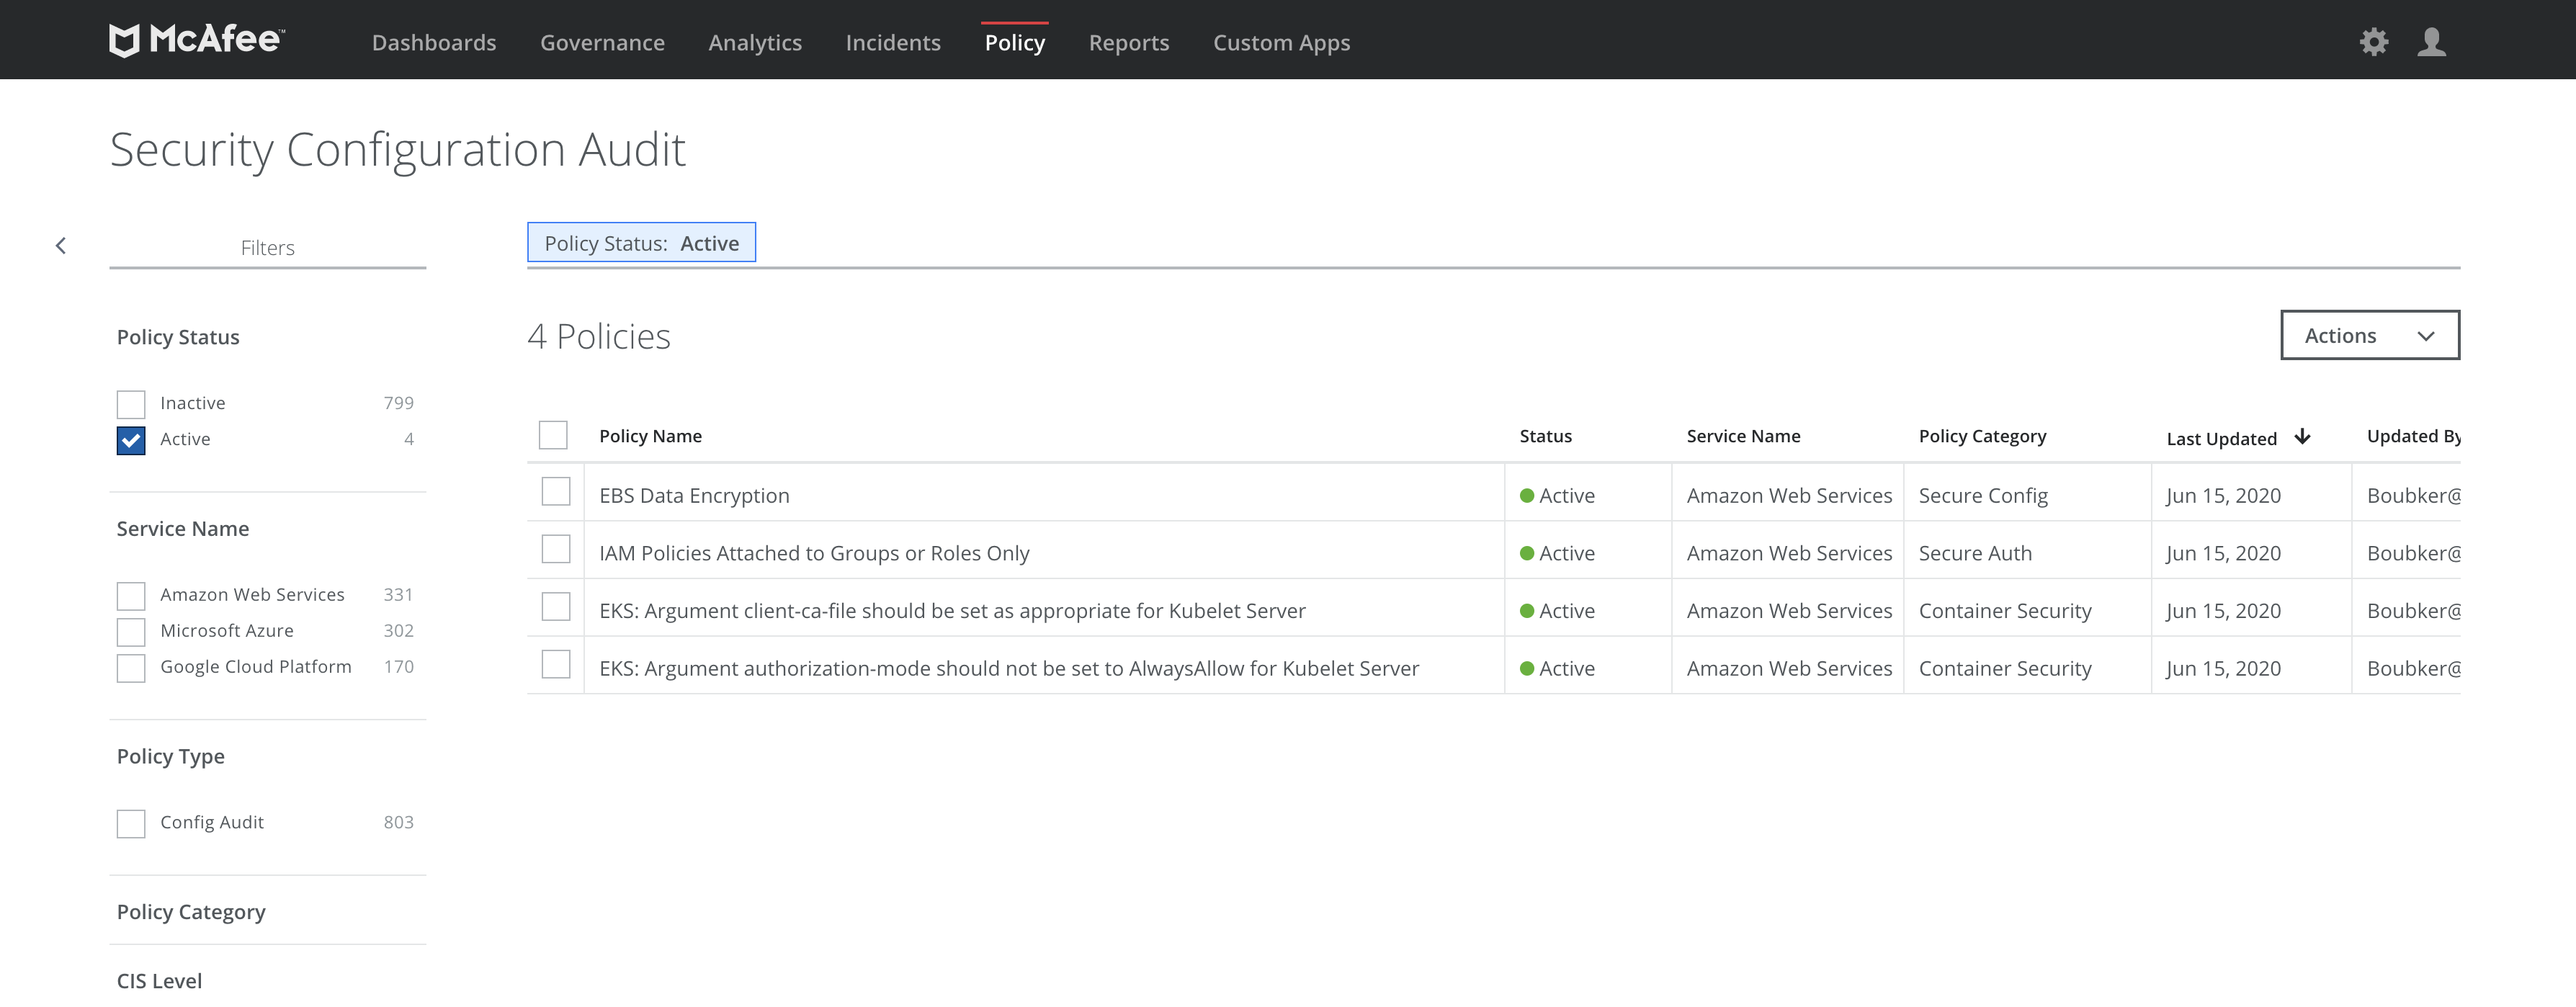 McAfee™ Dashboards Governance Analytics Incidents Policy Reports Custom Apps
Security Configuration Audit
Filters
Policy Status
Inactive 799
Active 4
Service Name
Amazon Web Services 331
Microsoft Azure 302
Google Cloud Platform 170
Policy Type
Config Audit 803
Policy Category
CIS Level
Policy Status: Active
4 Policies
Actions
Policy Name Status Service Name Policy Category Last Updated Updated By
EBS Data Encryption Active Amazon Web Services Secure Config Jun 15, 2020 Boubker@
IAM Policies Attached to Groups or Roles Only Active Amazon Web Services Secure Auth Jun 15, 2020 Boubker@
EKS: Argument client-ca-file should be set as appropriate for Kubelet Server Active Amazon Web Services Container Security Jun 15, 2020 Boubker@
EKS: Argument authorization-mode should not be set to AlwaysAllow for Kubelet Server Active Amazon Web Services Container Security Jun 15, 2020 Boubker@